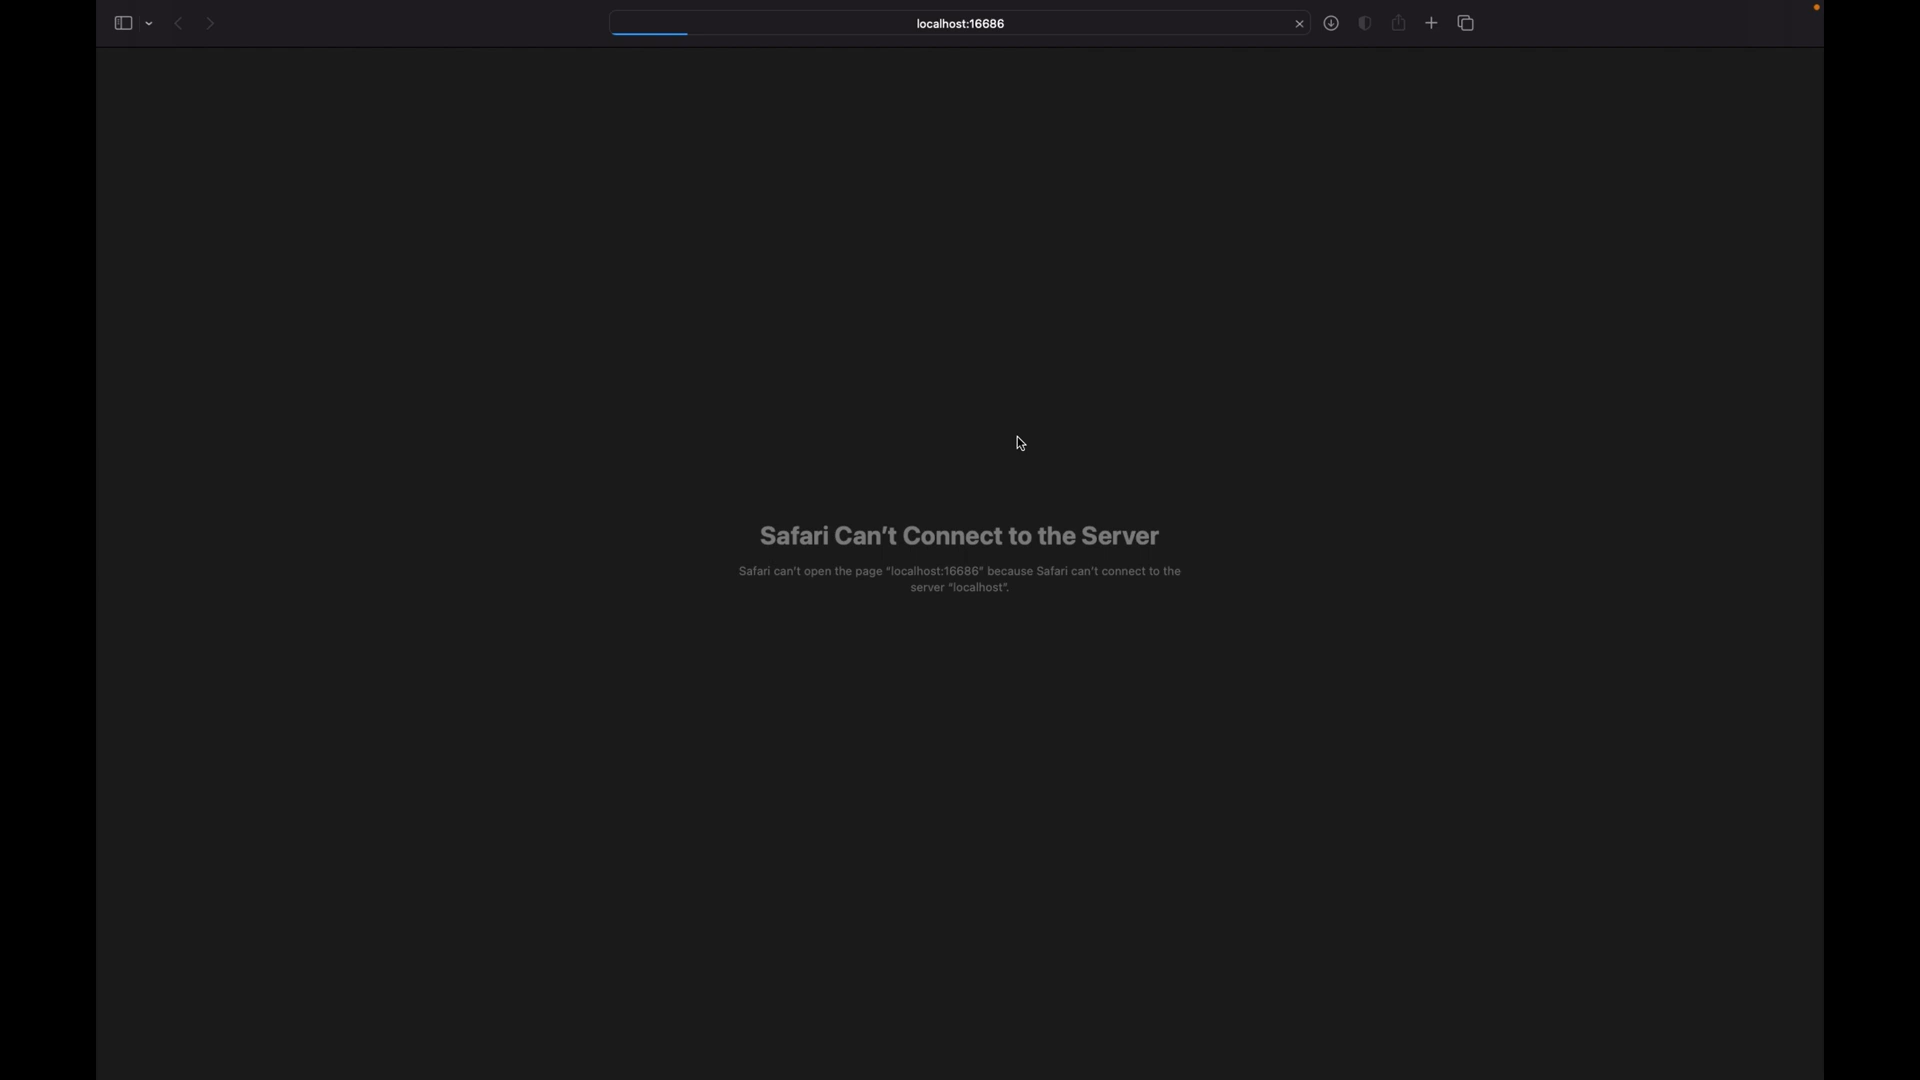 localhost:16686
Safari Can’t Connect to the Server
Safari can’t open the page “localhost:16686” because Safari can’t connect to the
server “localhost”.